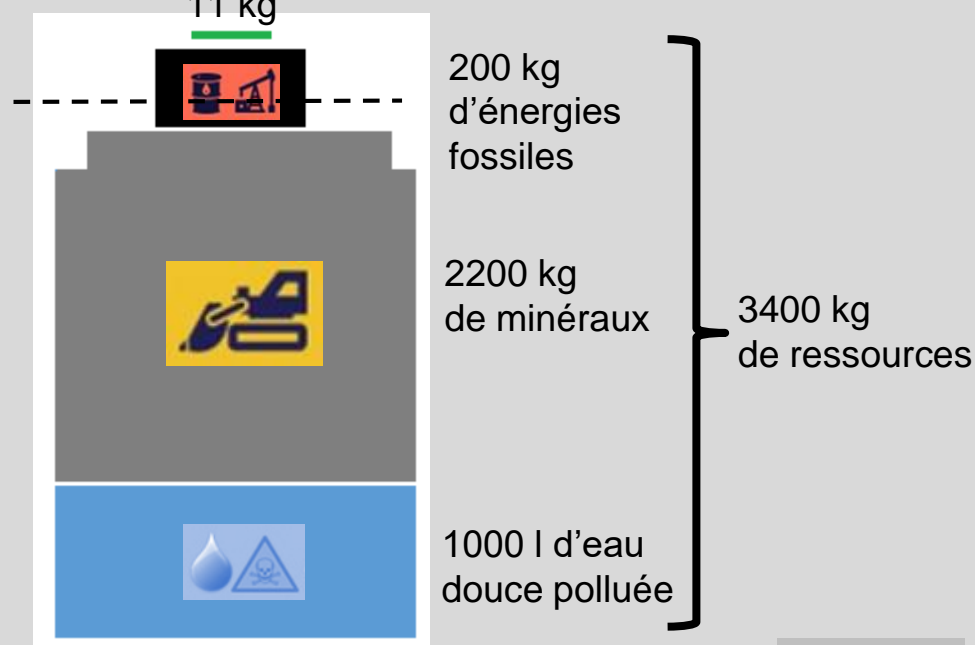 11 kg
200 kg
d’énergies
fossiles
2200 kg
de minéraux
3400 kg
de ressources
1000 l d’eau
douce polluée